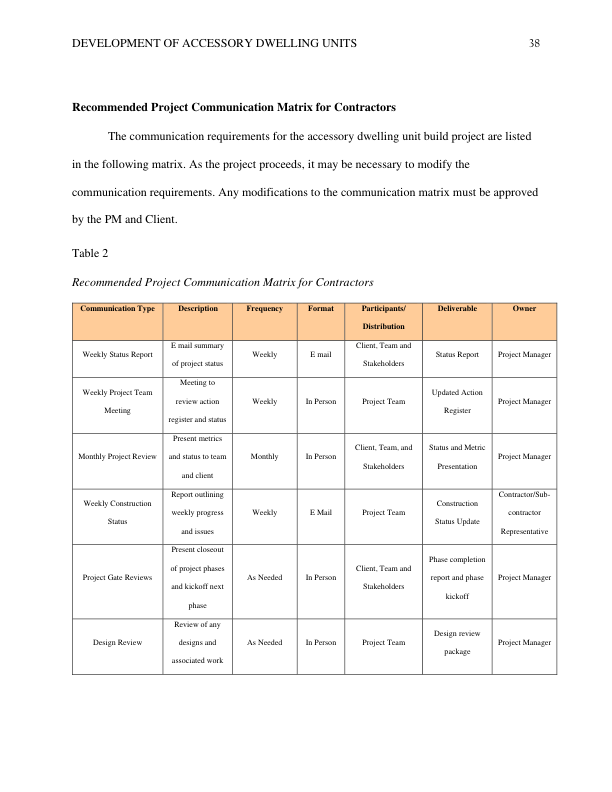 DEVELOPMENT OF ACCESSORY DWELLING UNITS 38
Recommended Project Communication Matrix for Contractors
The communication requirements for the accessory dwelling unit build project are listed
in the following matrix. As the project proceeds, it may be necessary to modify the
communication requirements. Any modifications to the communication matrix must be approved
by the PM and Client.
Table 2
Recommended Project Communication Matrix for Contractors
Communication Type
Description
Frequency
Format
Participants/
Distribution
Deliverable
Owner
Weekly Status Report
E mail summary
of project status
Weekly
E mail
Client, Team and
Stakeholders
Status Report
Project Manager
Weekly Project Team
Meeting
Meeting to
review action
register and status
Weekly
In Person
Project Team
Updated Action
Register
Project Manager
Monthly Project Review
Present metrics
and status to team
and client
Monthly
In Person
Client, Team, and
Stakeholders
Status and Metric
Presentation
Project Manager
Weekly Construction
Status
Report outlining
weekly progress
and issues
Weekly
E Mail
Project Team
Construction
Status Update
Contractor/Sub-
contractor
Representative
Project Gate Reviews
Present closeout
of project phases
and kickoff next
phase
As Needed
In Person
Client, Team and
Stakeholders
Phase completion
report and phase
kickoff
Project Manager
Design Review
Review of any
designs and
associated work
As Needed
In Person
Project Team
Design review
package
Project Manager